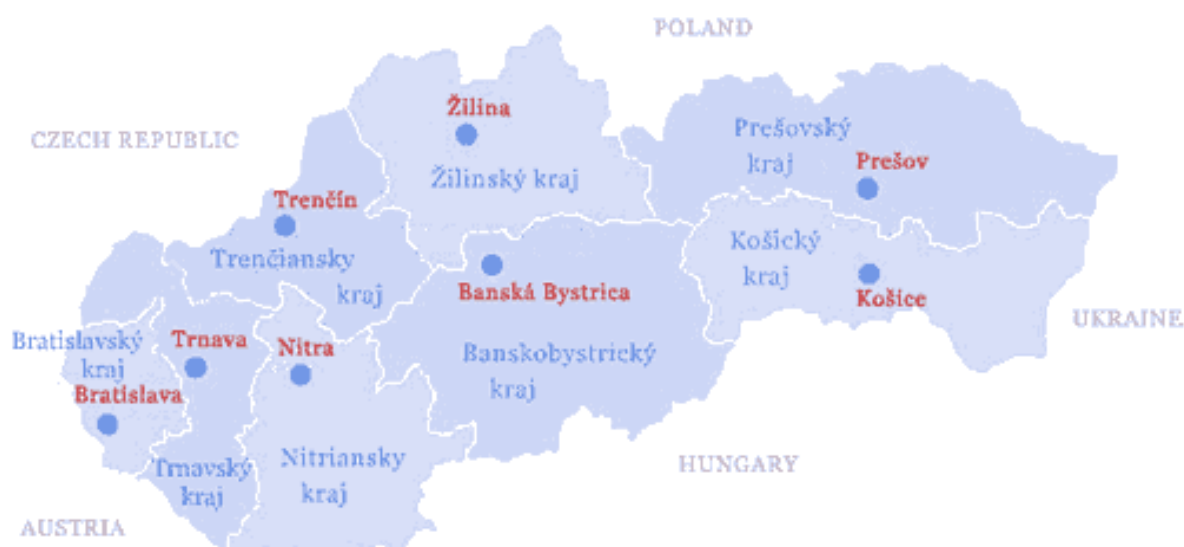 POLAND
CZECH REPUBLIC
Žilina
Žilinský kraj
Prešovský
kraj
Prešov
Trenčín
Trenčiansky
kraj
Banská Bystrica
Košický
kraj
Košice
UKRAINE
Bratislavský
kraj
Bratislava
Trnava
Nitra
Banskobystrický
kraj
Trnavský
kraj
Nitriansky
kraj
HUNGARY
AUSTRIA